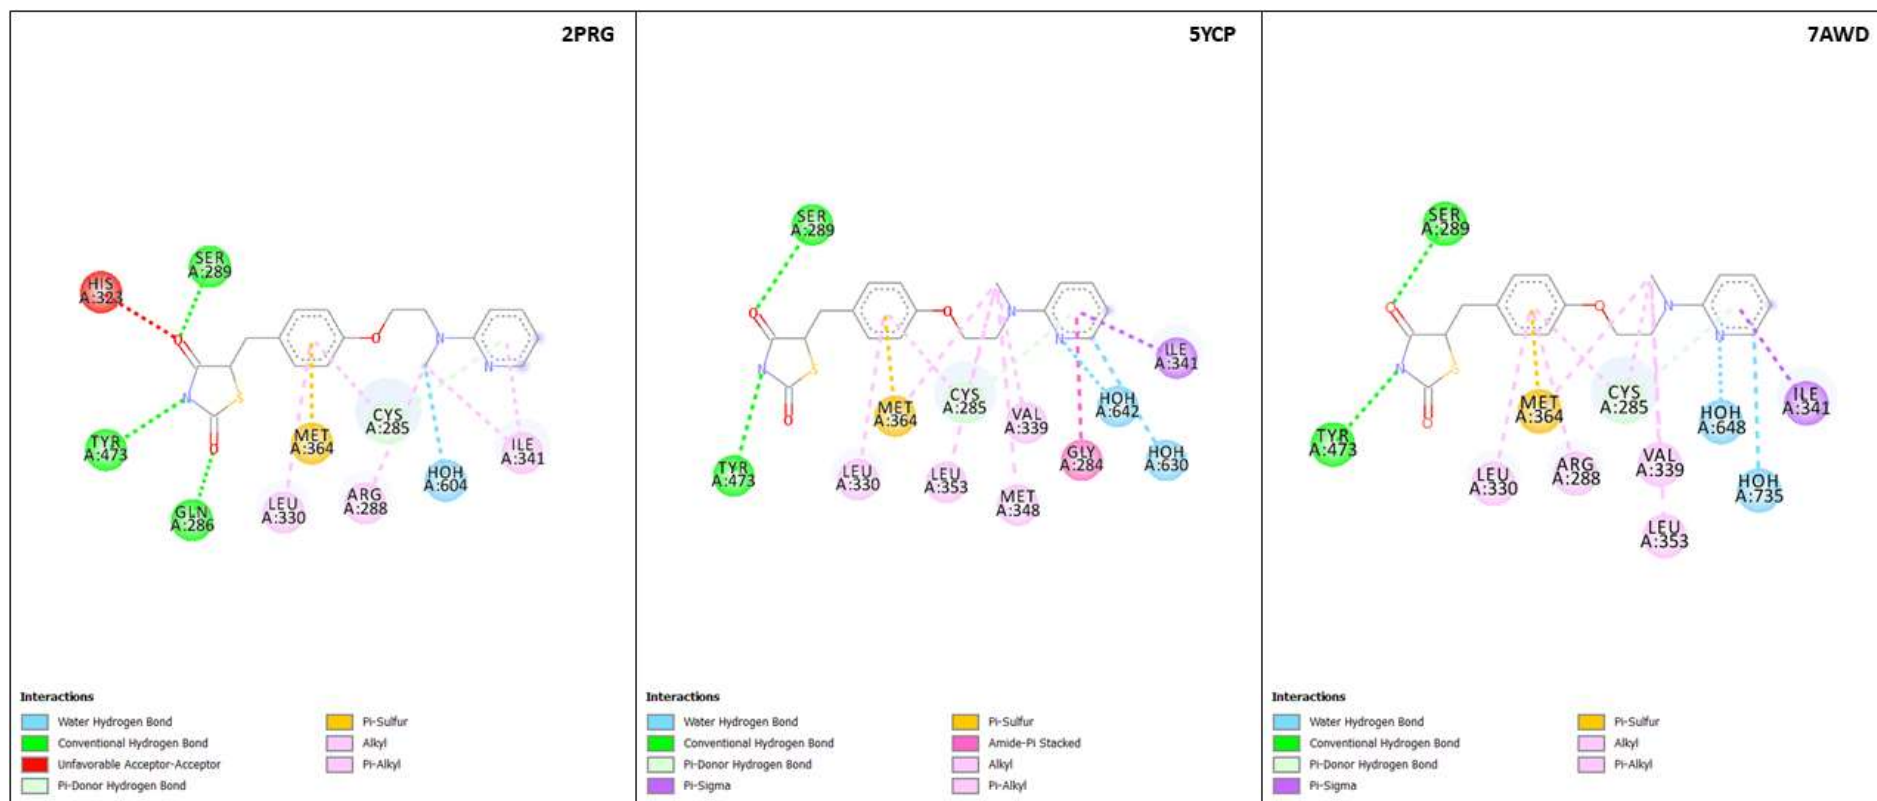 2PRG
SER
A:289
HIS
A:323
O
N
O
N
S
N
TYR
A:473
O
CYS
A:285
MET
A:364
ILE
A:341
HOH
A:604
LEU
A:330
ARG
A:288
GLN
A:286
Interactions
Water Hydrogen Bond
Conventional Hydrogen Bond
Unfavorable Acceptor-Acceptor
Pi-Donor Hydrogen Bond
Pi-Sulfur
Alkyl
Pi-Alkyl
5YCP
SER
A:289
O
O
N
N
N
S
O
ILE
A:341
CYS
A:285
HOH
A:642
MET
A:364
VAL
A:339
GLY
A:284
HOH
A:630
TYR
A:473
LEU
A:330
LEU
A:353
MET
A:348
Interactions
Water Hydrogen Bond
Conventional Hydrogen Bond
Pi-Donor Hydrogen Bond
Pi-Sigma
Pi-Sulfur
Amide-Pi Stacked
Alkyl
Pi-Alkyl
7AWD
SER
A:289
O
O
N
N
N
S
O
CYS
A:285
ILE
A:341
MET
A:364
HOH
A:648
TYR
A:473
LEU
A:330
ARG
A:288
VAL
A:339
HOH
A:735
LEU
A:353
Interactions
Water Hydrogen Bond
Conventional Hydrogen Bond
Pi-Donor Hydrogen Bond
Pi-Sigma
Pi-Sulfur
Alkyl
Pi-Alkyl